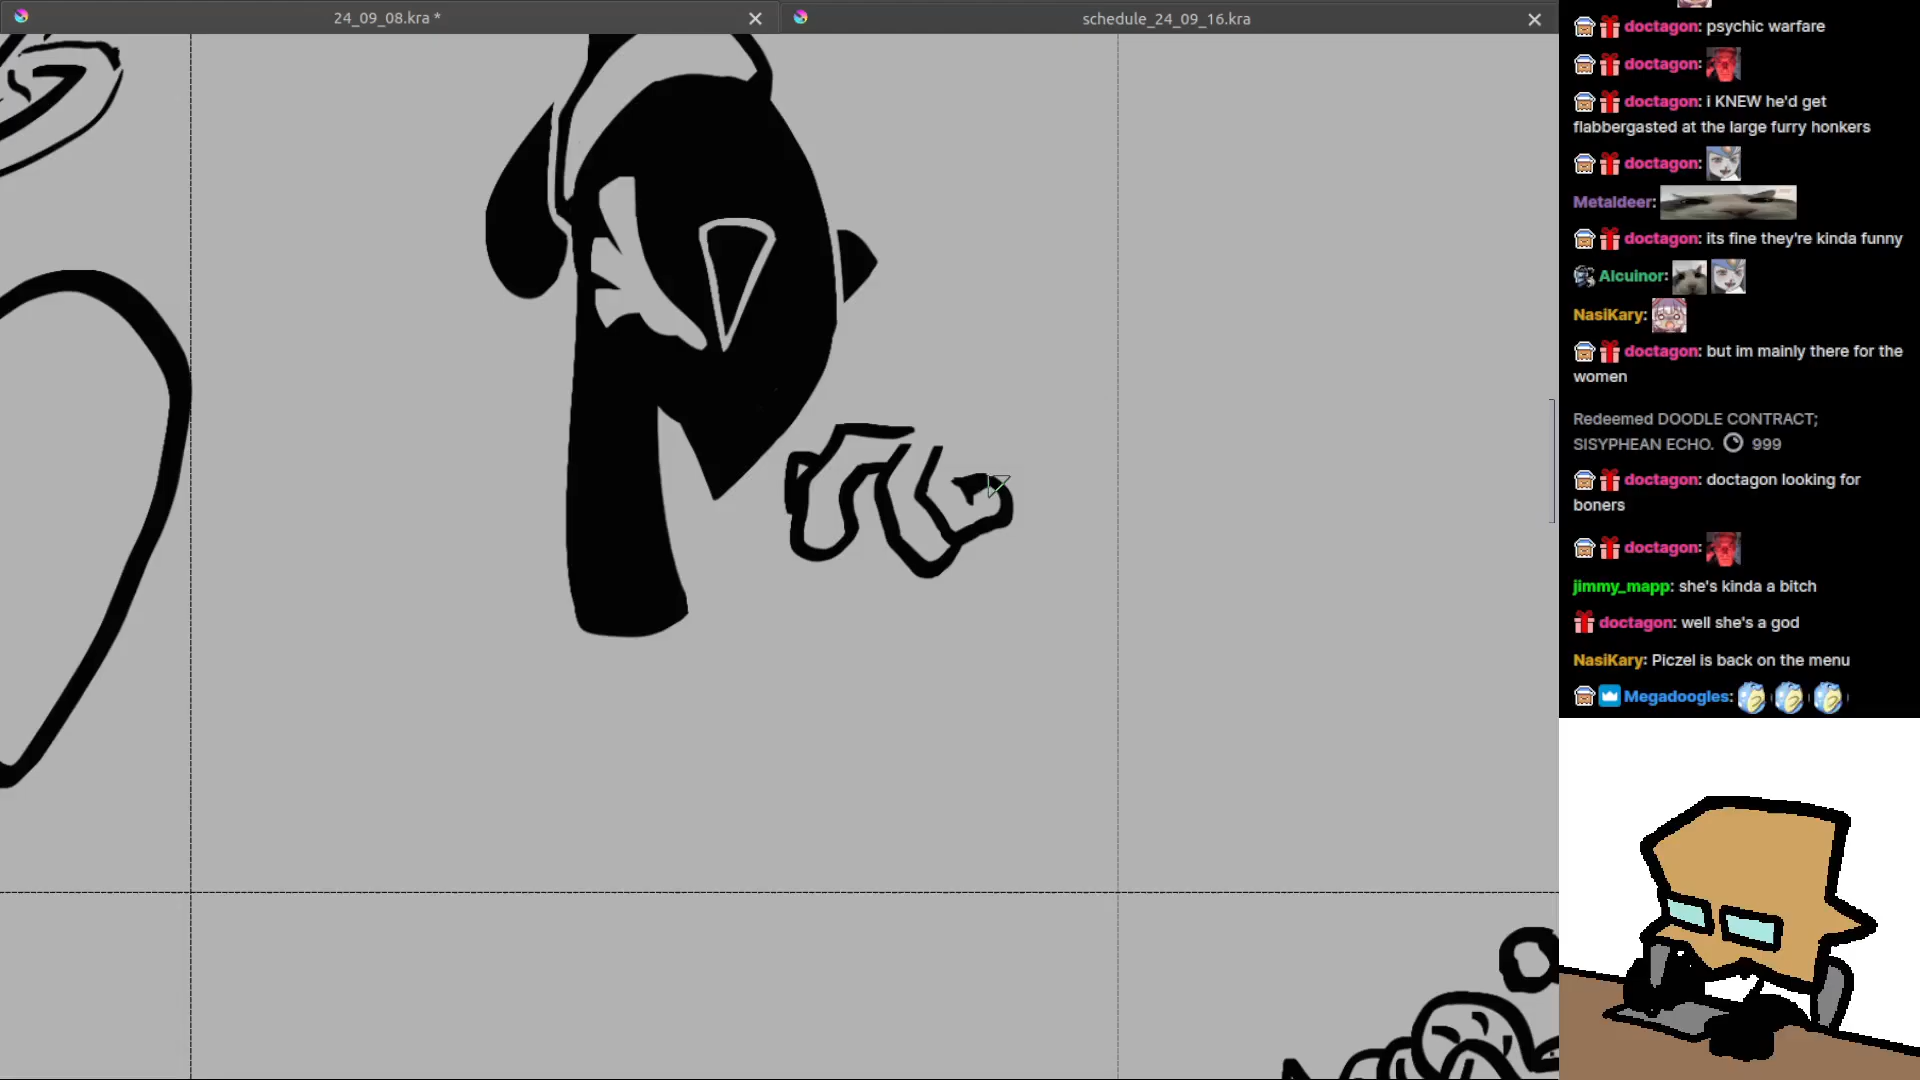 24_09_08.kra *
schedule_24_09_16.kra
doctagon: psychic warfare
doctagon:
doctagon: i KNEW he'd get
flabbergasted at the large furry honkers
doctagon:
Metaldeer:
doctagon: its fine they're kinda funny
Alcuinor:
NasiKary:
doctagon: but im mainly there for the
women
Redeemed DOODLE CONTRACT;
SISYPHEAN ECHO. 999
doctagon: doctagon looking for
boners
doctagon:
jimmy_mapp: she's kinda a bitch
doctagon: well she's a god
NasiKary: Piczel is back on the menu
Megadoogles: